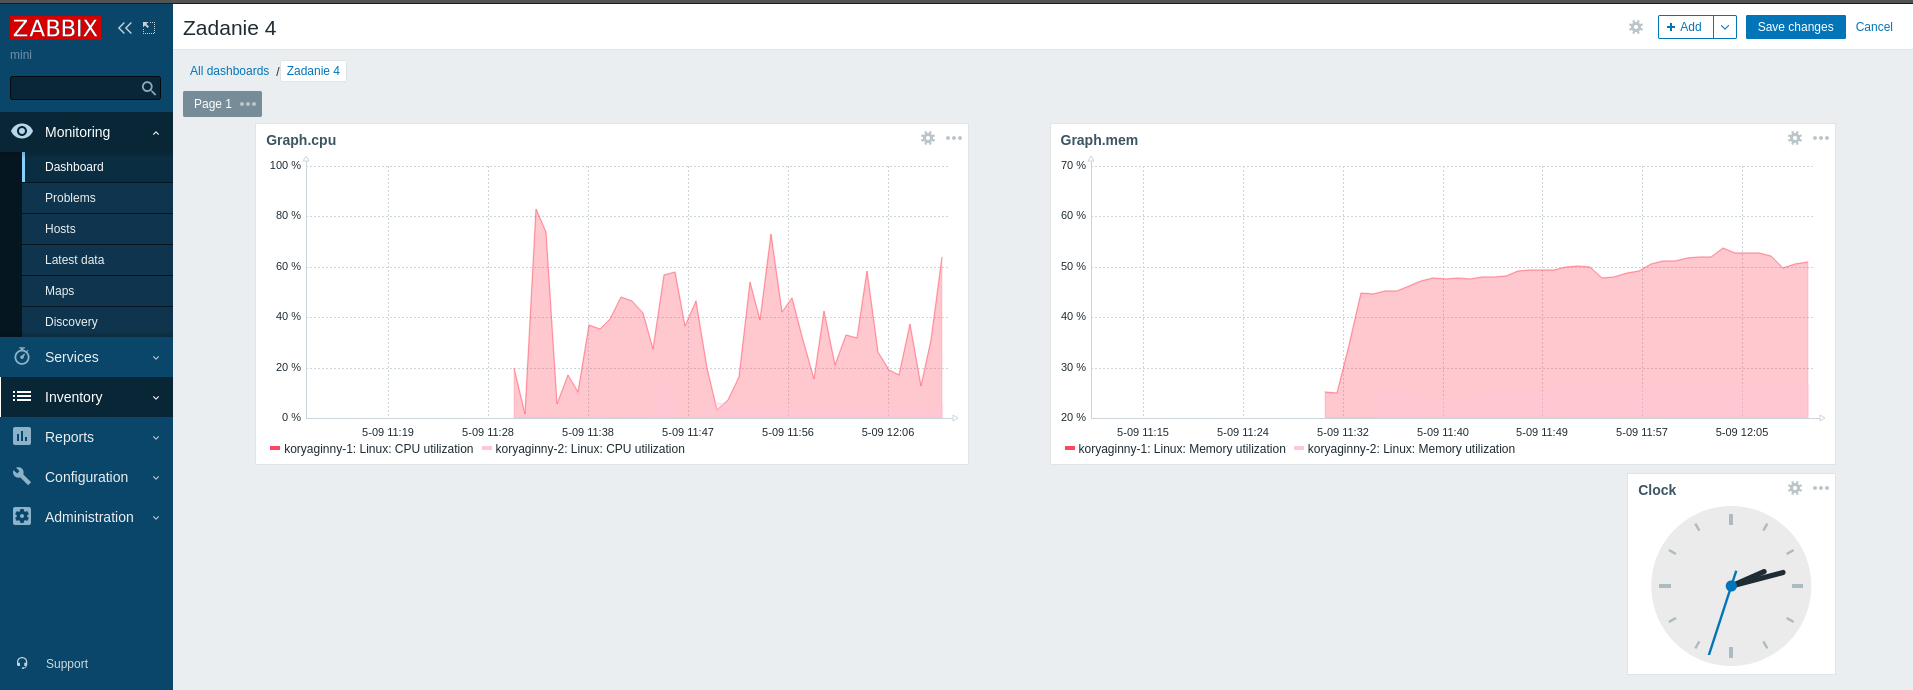 ZABBIX
mini
Monitoring
Dashboard
Problems
Hosts
Latest data
Maps
Discovery
Services
Inventory
Reports
Configuration
Administration
Support
Zadanie 4
Add
Save changes
Cancel
All dashboards / Zadanie 4
Page 1
Graph.cpu
100 %
80 %
60 %
40 %
20 %
0 %
5-09 11:19 5-09 11:28 5-09 11:38 5-09 11:47 5-09 11:56 5-09 12:06
koryaginny-1: Linux: CPU utilization koryaginny-2: Linux: CPU utilization
Graph.mem
70 %
60 %
50 %
40 %
30 %
20 %
5-09 11:15 5-09 11:24 5-09 11:32 5-09 11:40 5-09 11:49 5-09 11:57 5-09 12:05
koryaginny-1: Linux: Memory utilization koryaginny-2: Linux: Memory utilization
Clock